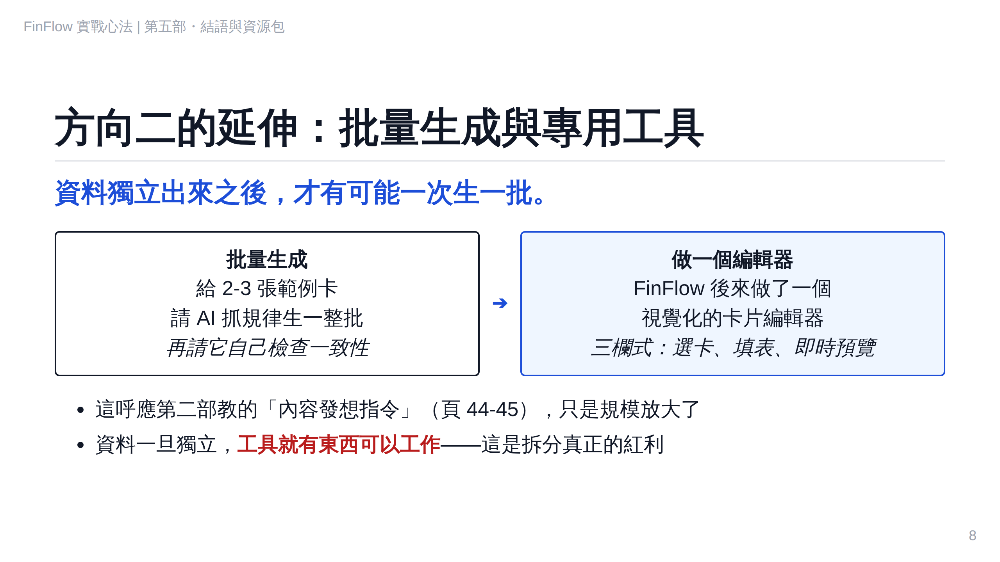 FinFlow 實戰心法 | 第五部・結語與資源包
方向二的延伸：批量生成與專用工具
資料獨立出來之後，才有可能一次生一批。
批量生成
給 2-3 張範例卡
請 AI 抓規律生一整批
再請它自己檢查一致性
➔
做一個編輯器
FinFlow 後來做了一個
視覺化的卡片編輯器
三欄式：選卡、填表、即時預覽
• 這呼應第二部教的「內容發想指令」（頁 44-45），只是規模放大了
• 資料一旦獨立，工具就有東西可以工作——這是拆分真正的紅利
8